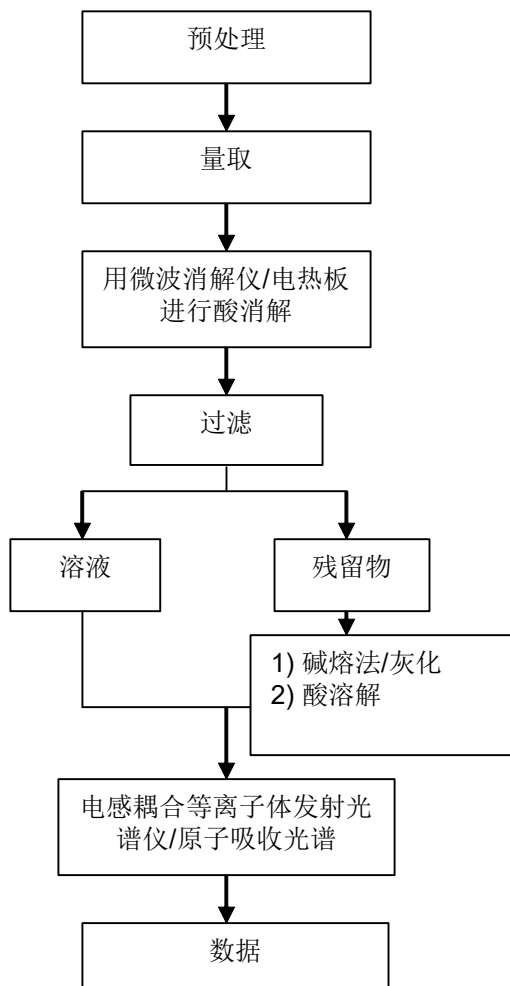 预处理
量取
用微波消解仪/电热板
进行酸消解
过滤
溶液
残留物
1) 碱熔法/灰化
2) 酸溶解
电感耦合等离子体发射光
谱仪/原子吸收光谱
数据